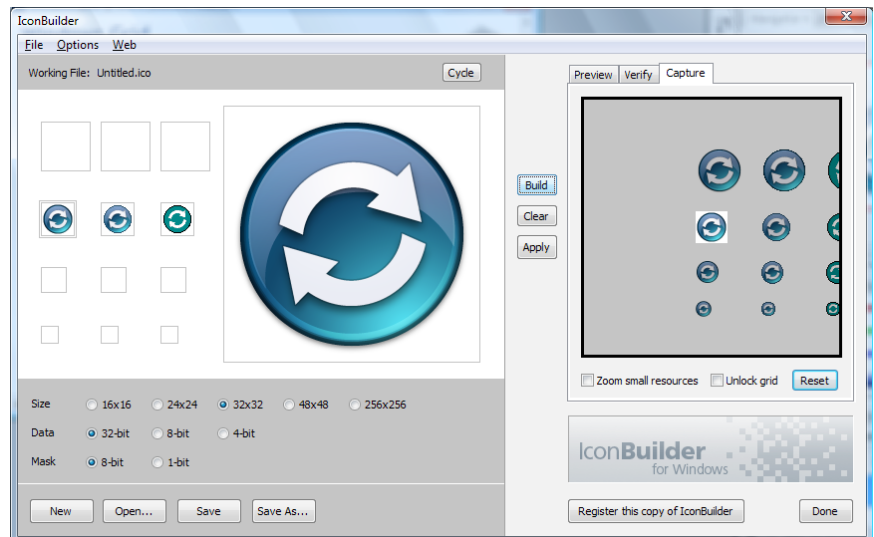 IconBuilder
File Options Web
Working File: Untitled.ico
Cycle
Preview Verify Capture
Build
Clear
Apply
Zoom small resources Unlock grid Reset
Size 16x16 24x24 32x32 48x48 256x256
Data 32-bit 8-bit 4-bit
Mask 8-bit 1-bit
IconBuilder
for Windows
New Open... Save Save As... Register this copy of IconBuilder Done